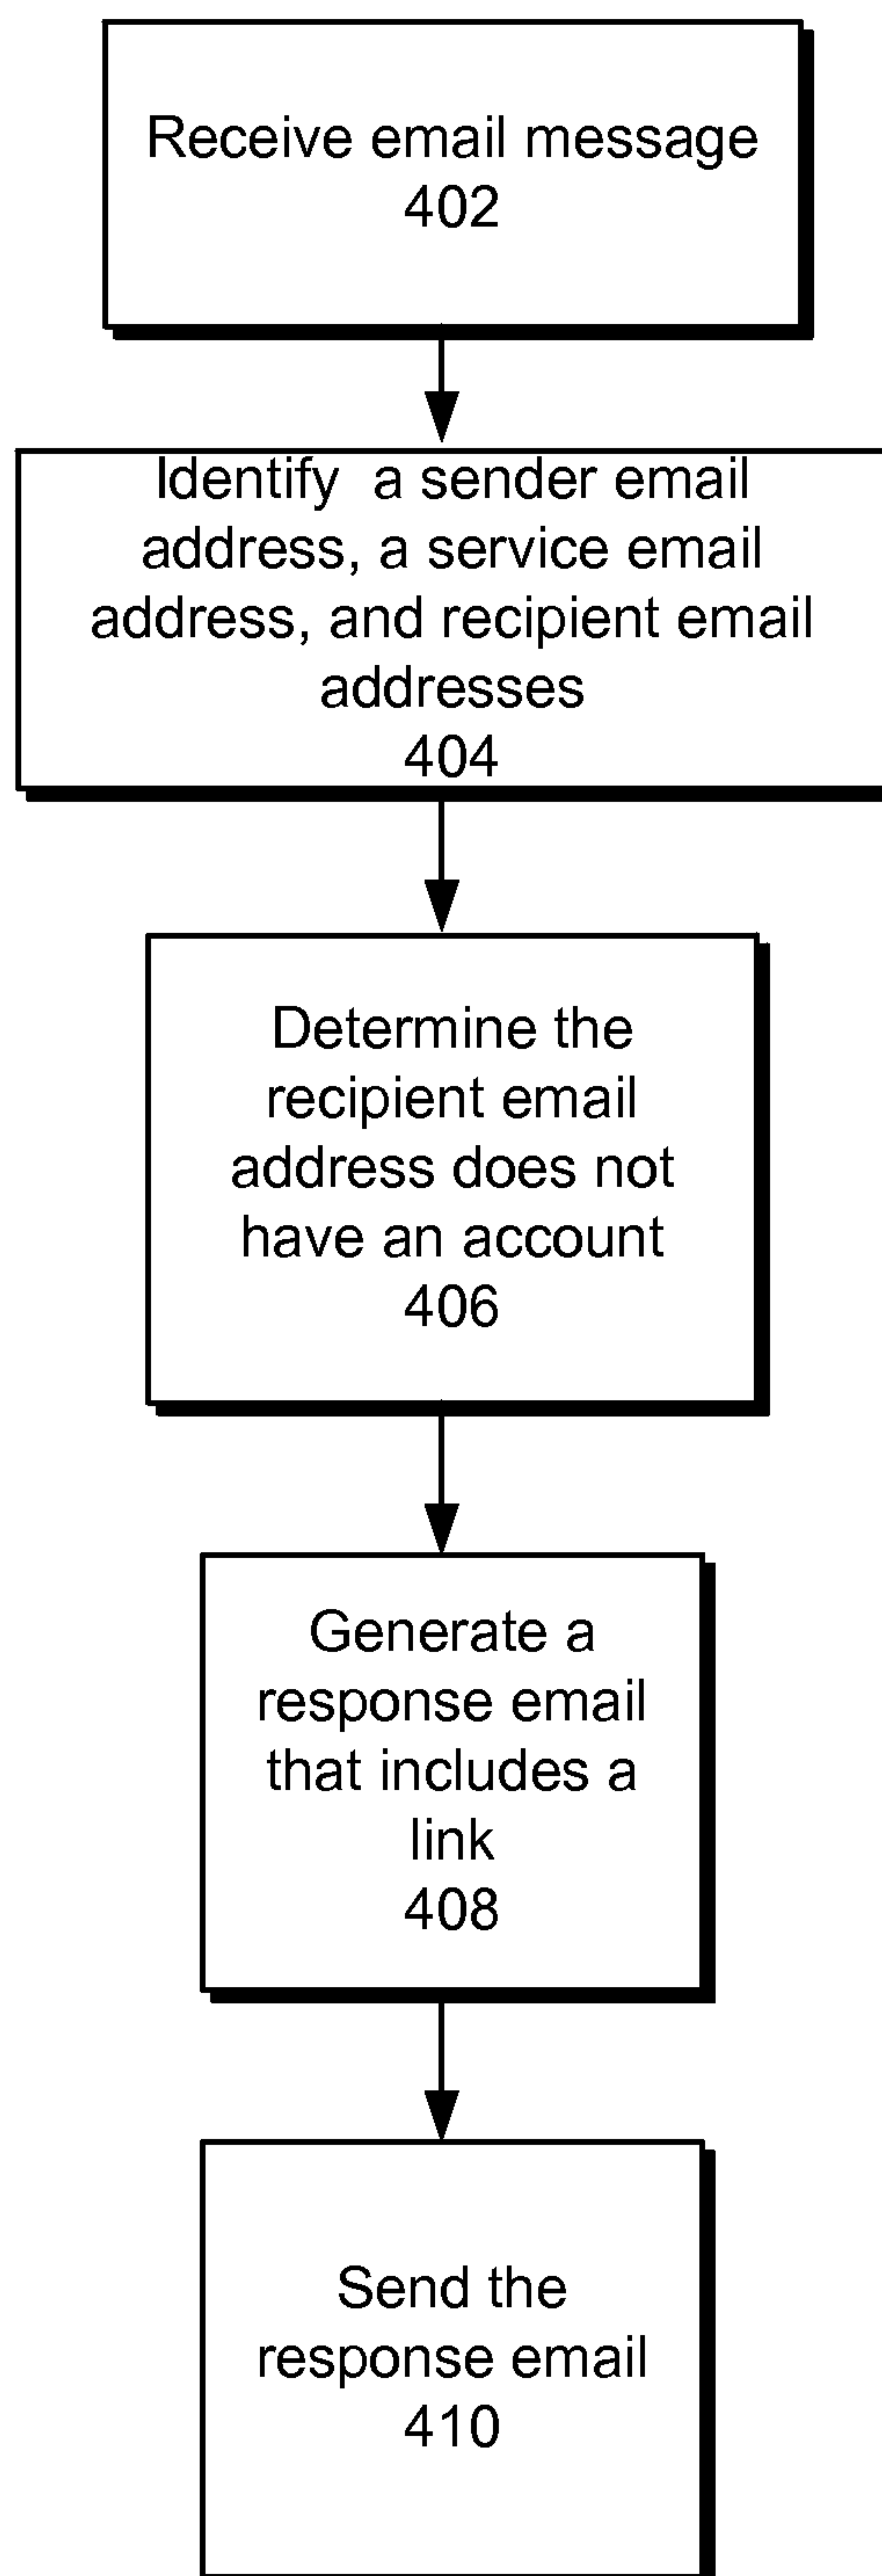 Receive email message
402
Identify  a sender email
address, a service email
address, and recipient email
addresses
404
Determine the
recipient email
address does not
have an account
406
Generate a
response email
that includes a
link
408
Send the
response email
410